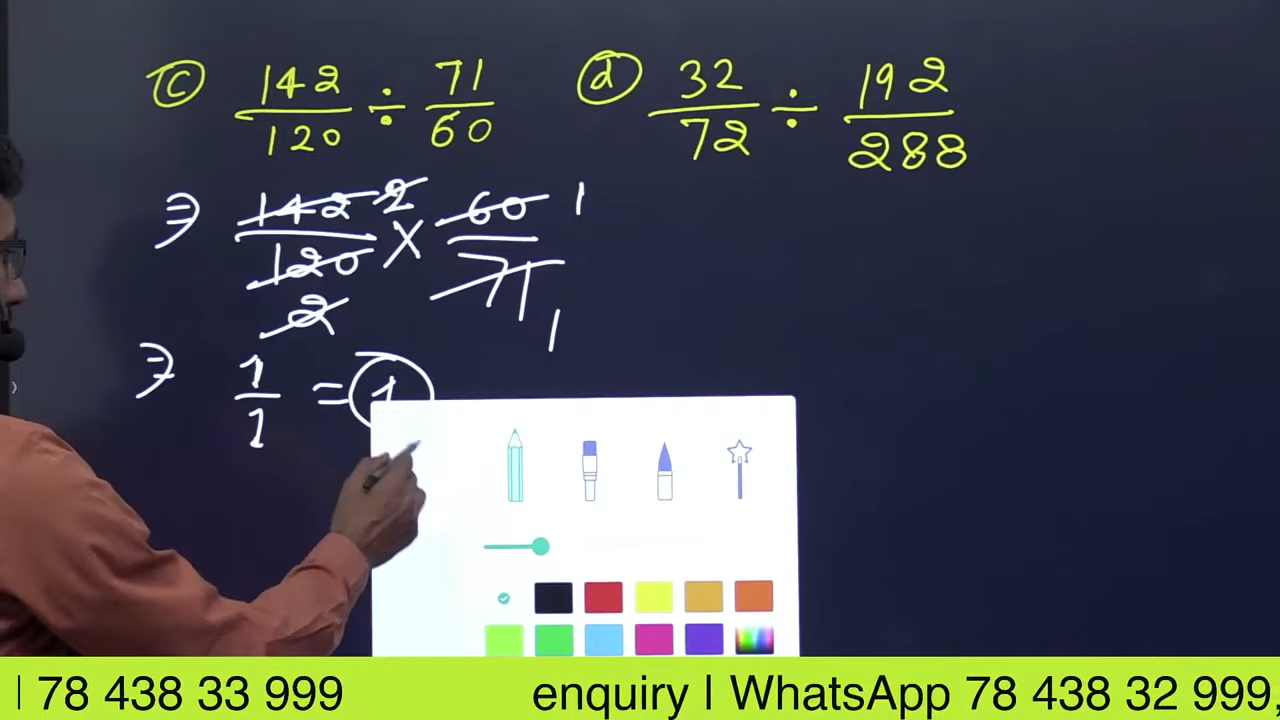 c 142/120 ÷ 71/60
d 32/72 ÷ 192/288
∋ 142 2/120 2 × 60 1/71 1
∋ 1/1 = 1
| 78 438 33 999 enquiry | WhatsApp 78 438 32 999,